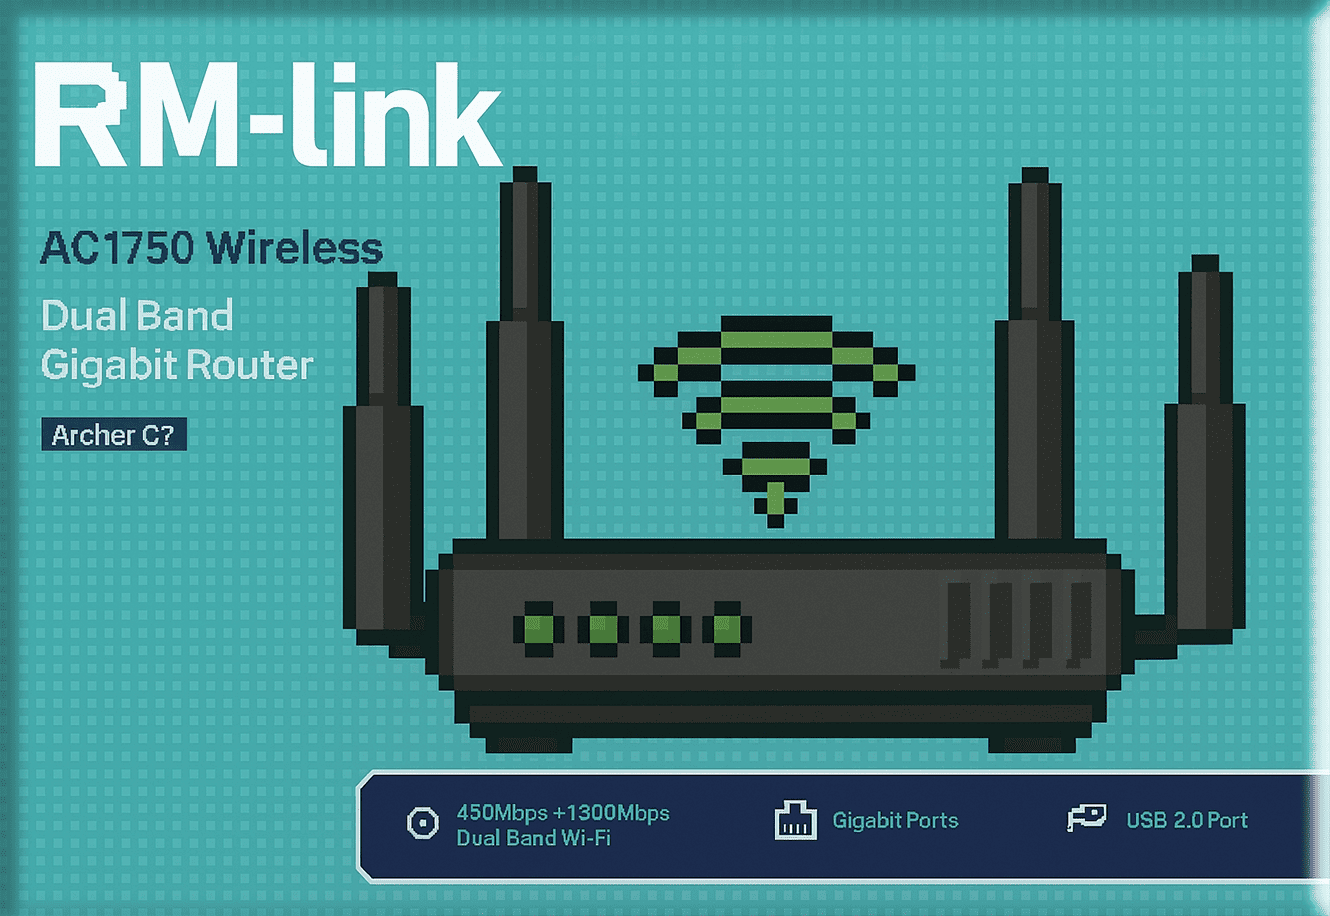 RM-link
AC1750 Wireless
Dual Band
Gigabit Router
Archer C?
450Mbps +1300Mbps
Dual Band Wi-Fi
Gigabit Ports
USB 2.0 Port